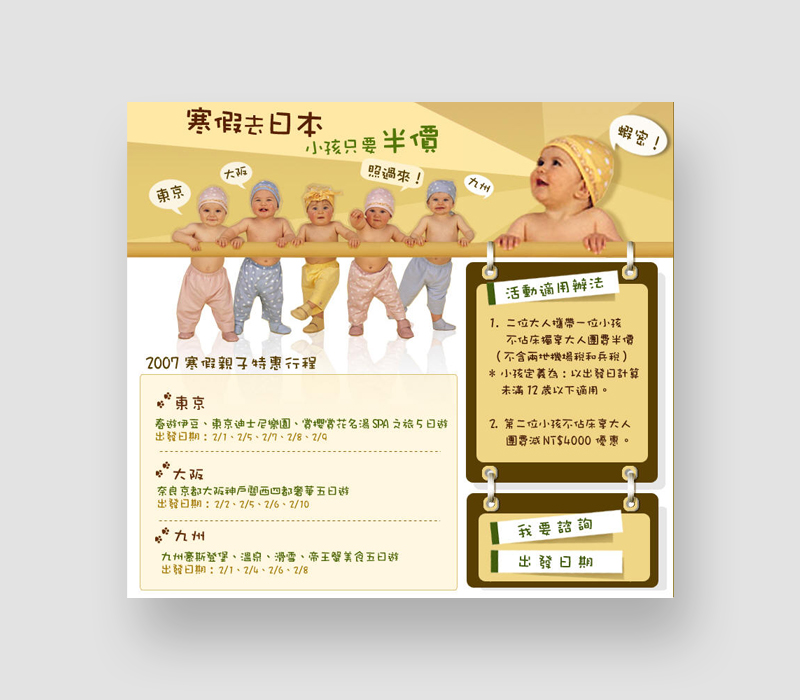 寒假去日本
小孩只要半價
蝦密！
東京
大阪
照過來！
九州
活動適用辦法
1. 二位大人攜帶一位小孩
不佔床獨享大人團費半價
（不含兩地機場稅和兵稅）
＊小孩定義為：以出發日計算
未滿12歲以下適用。
2. 第二位小孩不佔床享大人
團費減NT$4000優惠。
我要諮詢
出發日期
2007 寒假親子特惠行程
東京
春遊伊豆、東京迪士尼樂園、賞櫻賞花名湯SPA之旅5日遊
出發日期：2/1、2/5、2/7、2/8、2/9
大阪
奈良京都大阪神戶關西四都奢華五日遊
出發日期：2/2、2/5、2/6、2/10
九州
九州豪斯登堡、溫泉、滑雪、帝王蟹美食五日遊
出發日期：2/1、2/4、2/6、2/8